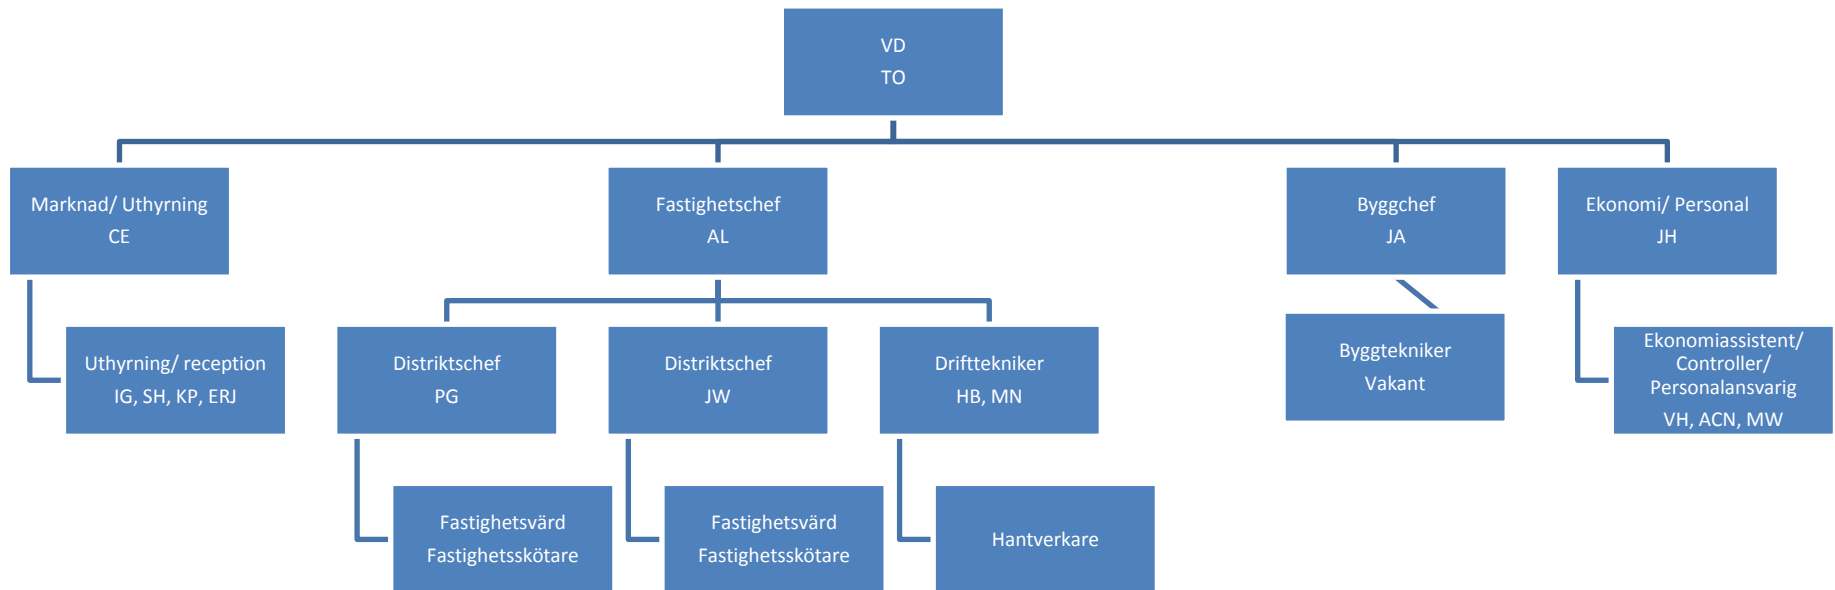 VD
TO
Marknad/ Uthyrning
CE
Fastighetschef
AL
Byggchef
JA
Ekonomi/ Personal
JH
Uthyrning/ reception
IG, SH, KP, ERJ
Distriktschef
PG
Distriktschef
JW
Drifttekniker
HB, MN
Byggtekniker
Vakant
Ekonomiassistent/
Controller/
Personalansvarig
VH, ACN, MW
Fastighetsvärd
Fastighetsskötare
Fastighetsvärd
Fastighetsskötare
Hantverkare